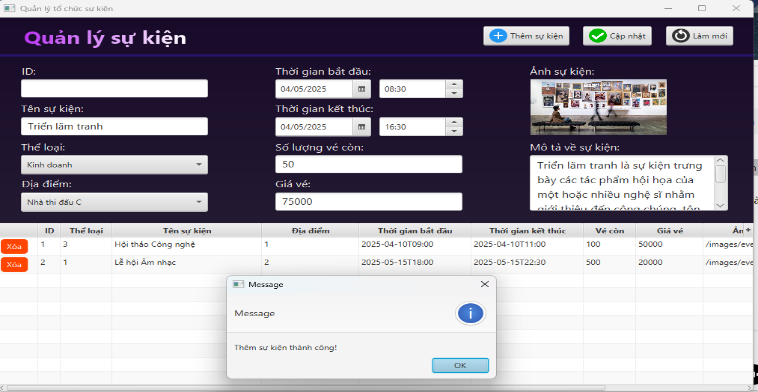 Quản lý tổ chức sự kiện
Quản lý sự kiện
Thêm sự kiện
Cập nhật
Làm mới
ID:
Tên sự kiện:
Triển lãm tranh
Thể loại:
Kinh doanh
Địa điểm:
Nhà thi đấu C
Thời gian bắt đầu:
04/05/2025
08:30
Thời gian kết thúc:
04/05/2025
16:30
Số lượng vé còn:
50
Giá vé:
75000
Ảnh sự kiện:
Mô tả về sự kiện:
Triển lãm tranh là sự kiện trưng
bày các tác phẩm hội họa của
một hoặc nhiều nghệ sĩ nhằm
giới thiệu đến công chúng, tôn
ID Thể loại Tên sự kiện Địa điểm Thời gian bắt đầu Thời gian kết thúc Vé còn Giá vé
Xóa 1 3 Hội thảo Công nghệ 1 2025-04-10T09:00 2025-04-10T11:00 100 50000 /images/eve
Xóa 2 1 Lễ hội Âm nhạc 2 2025-05-15T18:00 2025-05-15T22:30 500 20000 /images/eve
Message
Message
Thêm sự kiện thành công!
OK